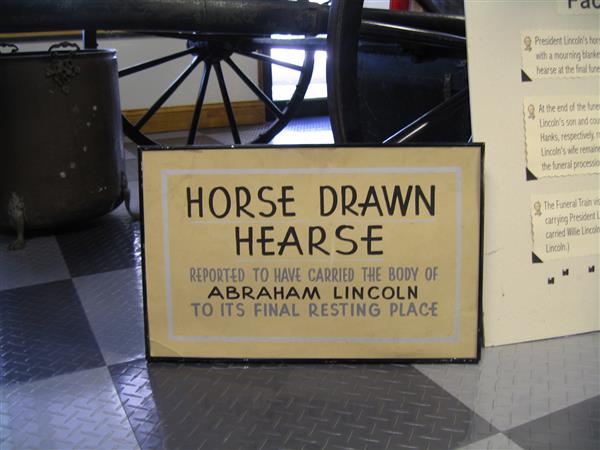 HORSE DRAWN
HEARSE
REPORTED TO HAVE CARRIED THE BODY OF
ABRAHAM LINCOLN
TO ITS FINAL RESTING PLACE
President Lincoln's
with a mourning
hearse at the final
At the end of the
Lincoln's son and
Hanks, respectively,
Lincoln's wife
the funeral
The Funeral Train
carrying President
carried Willie
Lincoln.)